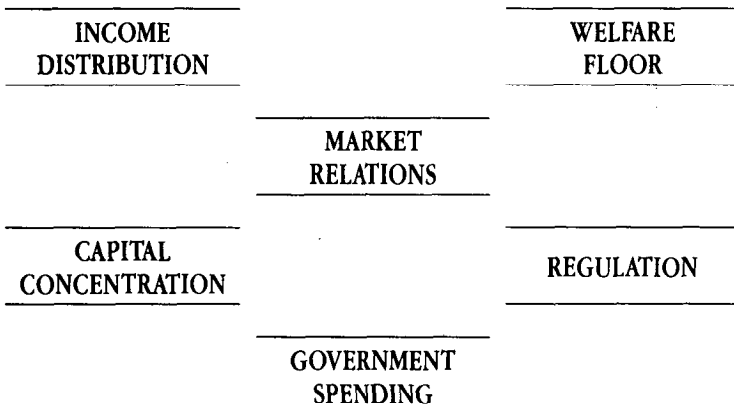 INCOME
DISTRIBUTION
WELFARE
FLOOR
MARKET
RELATIONS
CAPITAL
CONCENTRATION
REGULATION
GOVERNMENT
SPENDING